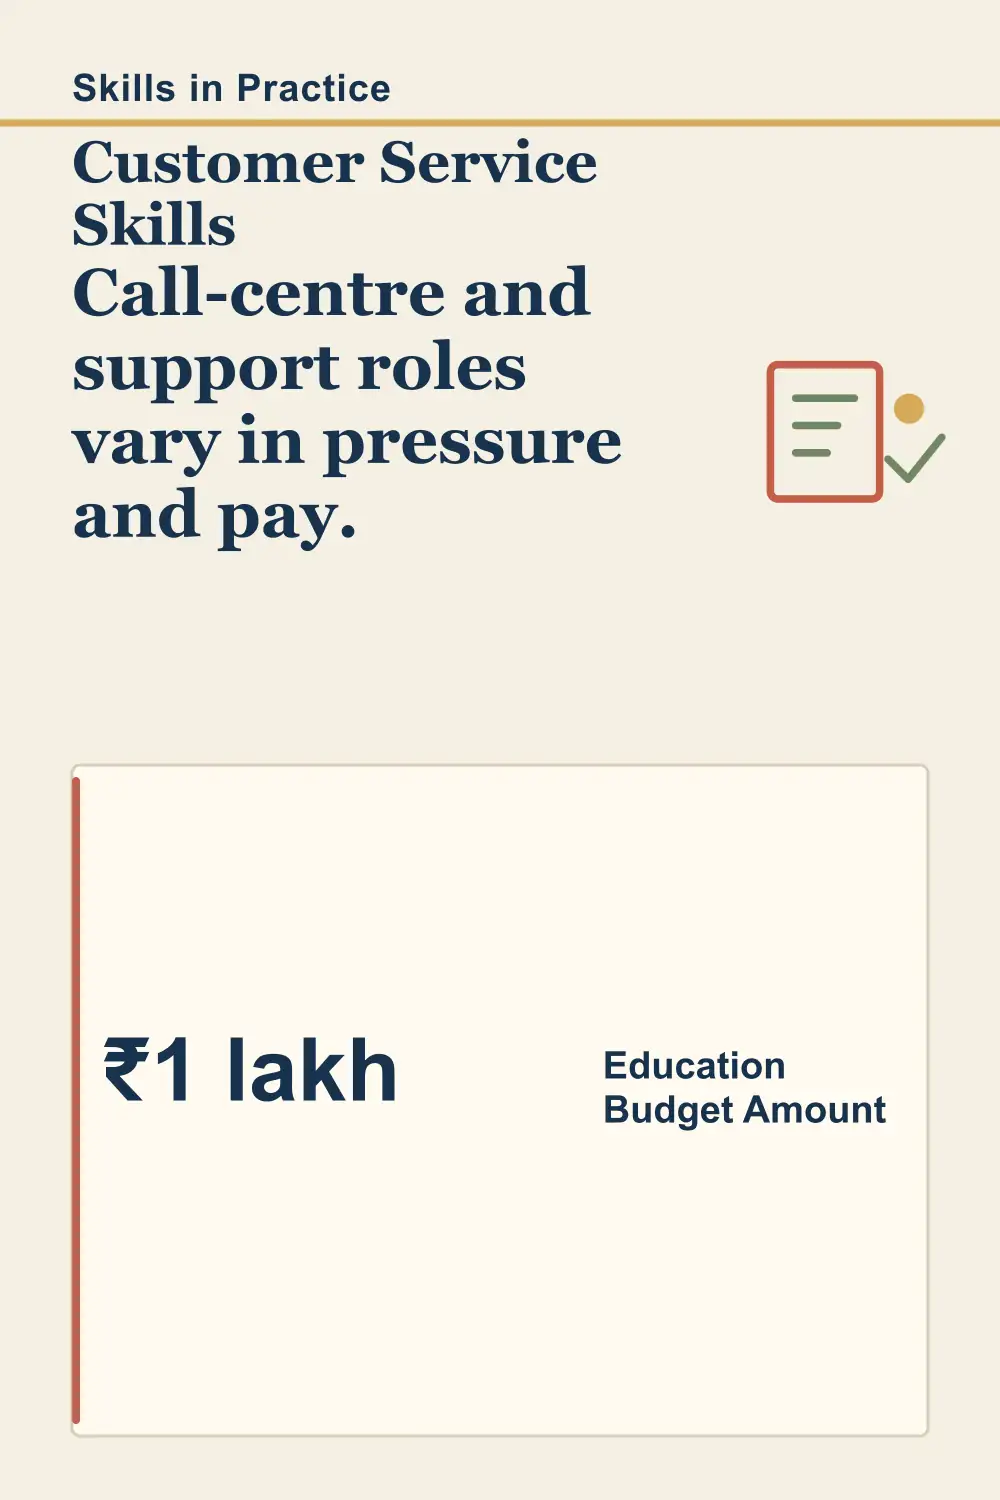 Skills in Practice
Customer Service
Skills
Call-centre and
support roles
vary in pressure
and pay.
₹1 lakh
Education
Budget Amount